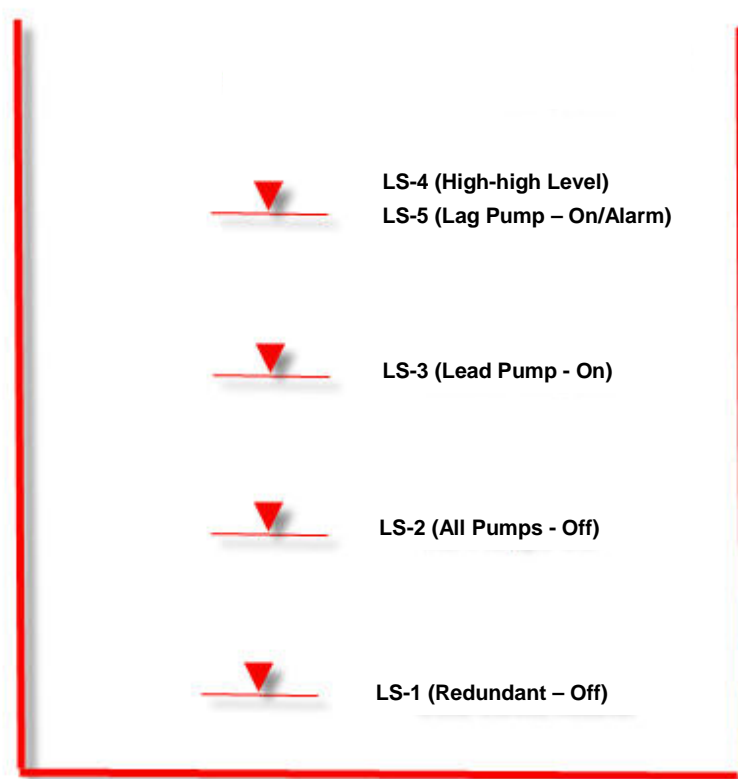 LS-4 (High-high Level)
LS-5 (Lag Pump – On/Alarm)
LS-3 (Lead Pump - On)
LS-2 (All Pumps - Off)
LS-1 (Redundant – Off)